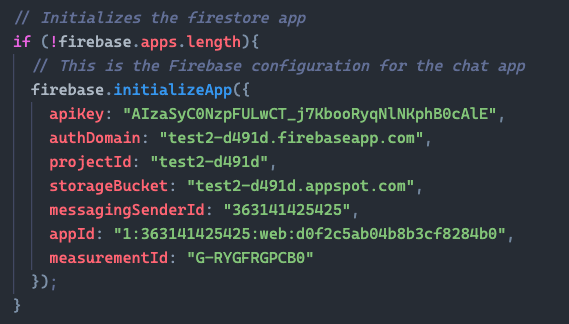 // Initializes the firestore app
if (!firebase.apps.length){
// This is the Firebase configuration for the chat app
firebase.initializeApp({
apiKey: "AIzaSyC0NzpFULwCT_j7KbooRyqNlNKphB0cAlE",
authDomain: "test2-d491d.firebaseapp.com",
projectId: "test2-d491d",
storageBucket: "test2-d491d.appspot.com",
messagingSenderId: "363141425425",
appId: "1:363141425425:web:d0f2c5ab04b8b3cf8284b0",
measurementId: "G-RYGFRGPCB0"
});
}